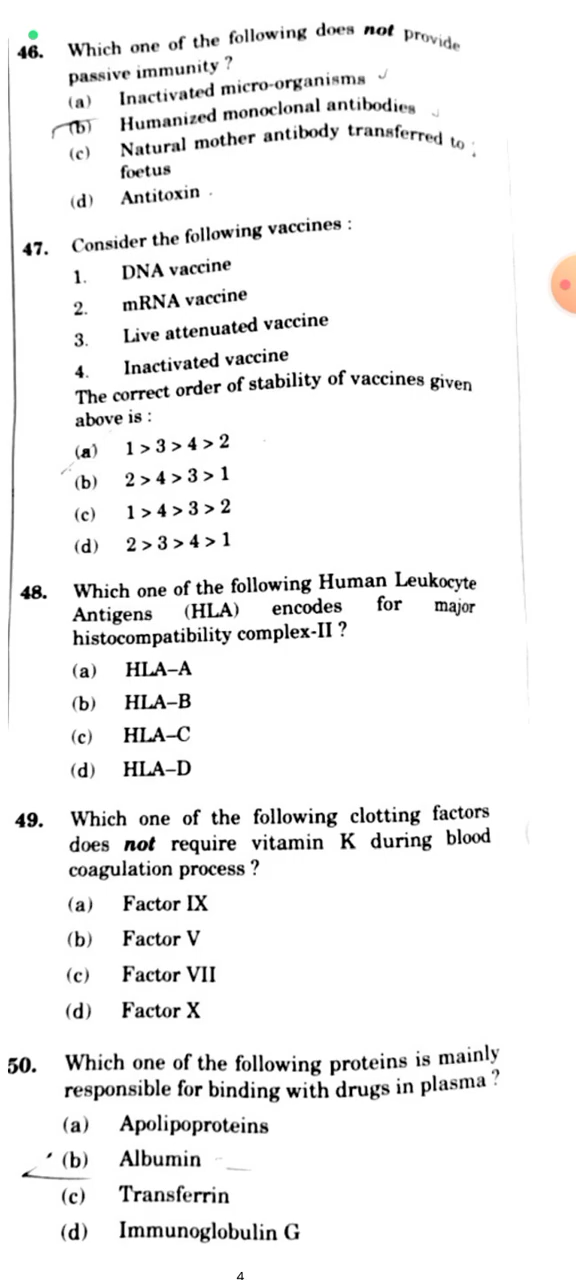 46. Which one of the following does not provide
passive immunity ?
(a) Inactivated micro-organisms
(b) Humanized monoclonal antibodies
(c) Natural mother antibody transferred to
foetus
(d) Antitoxin
47. Consider the following vaccines :
1. DNA vaccine
2. mRNA vaccine
3. Live attenuated vaccine
4. Inactivated vaccine
The correct order of stability of vaccines given
above is :
(a) 1 > 3 > 4 > 2
(b) 2 > 4 > 3 > 1
(c) 1 > 4 > 3 > 2
(d) 2 > 3 > 4 > 1
48. Which one of the following Human Leukocyte
Antigens (HLA) encodes for major
histocompatibility complex-II ?
(a) HLA–A
(b) HLA–B
(c) HLA–C
(d) HLA–D
49. Which one of the following clotting factors
does not require vitamin K during blood
coagulation process ?
(a) Factor IX
(b) Factor V
(c) Factor VII
(d) Factor X
50. Which one of the following proteins is mainly
responsible for binding with drugs in plasma ?
(a) Apolipoproteins
(b) Albumin
(c) Transferrin
(d) Immunoglobulin G
4